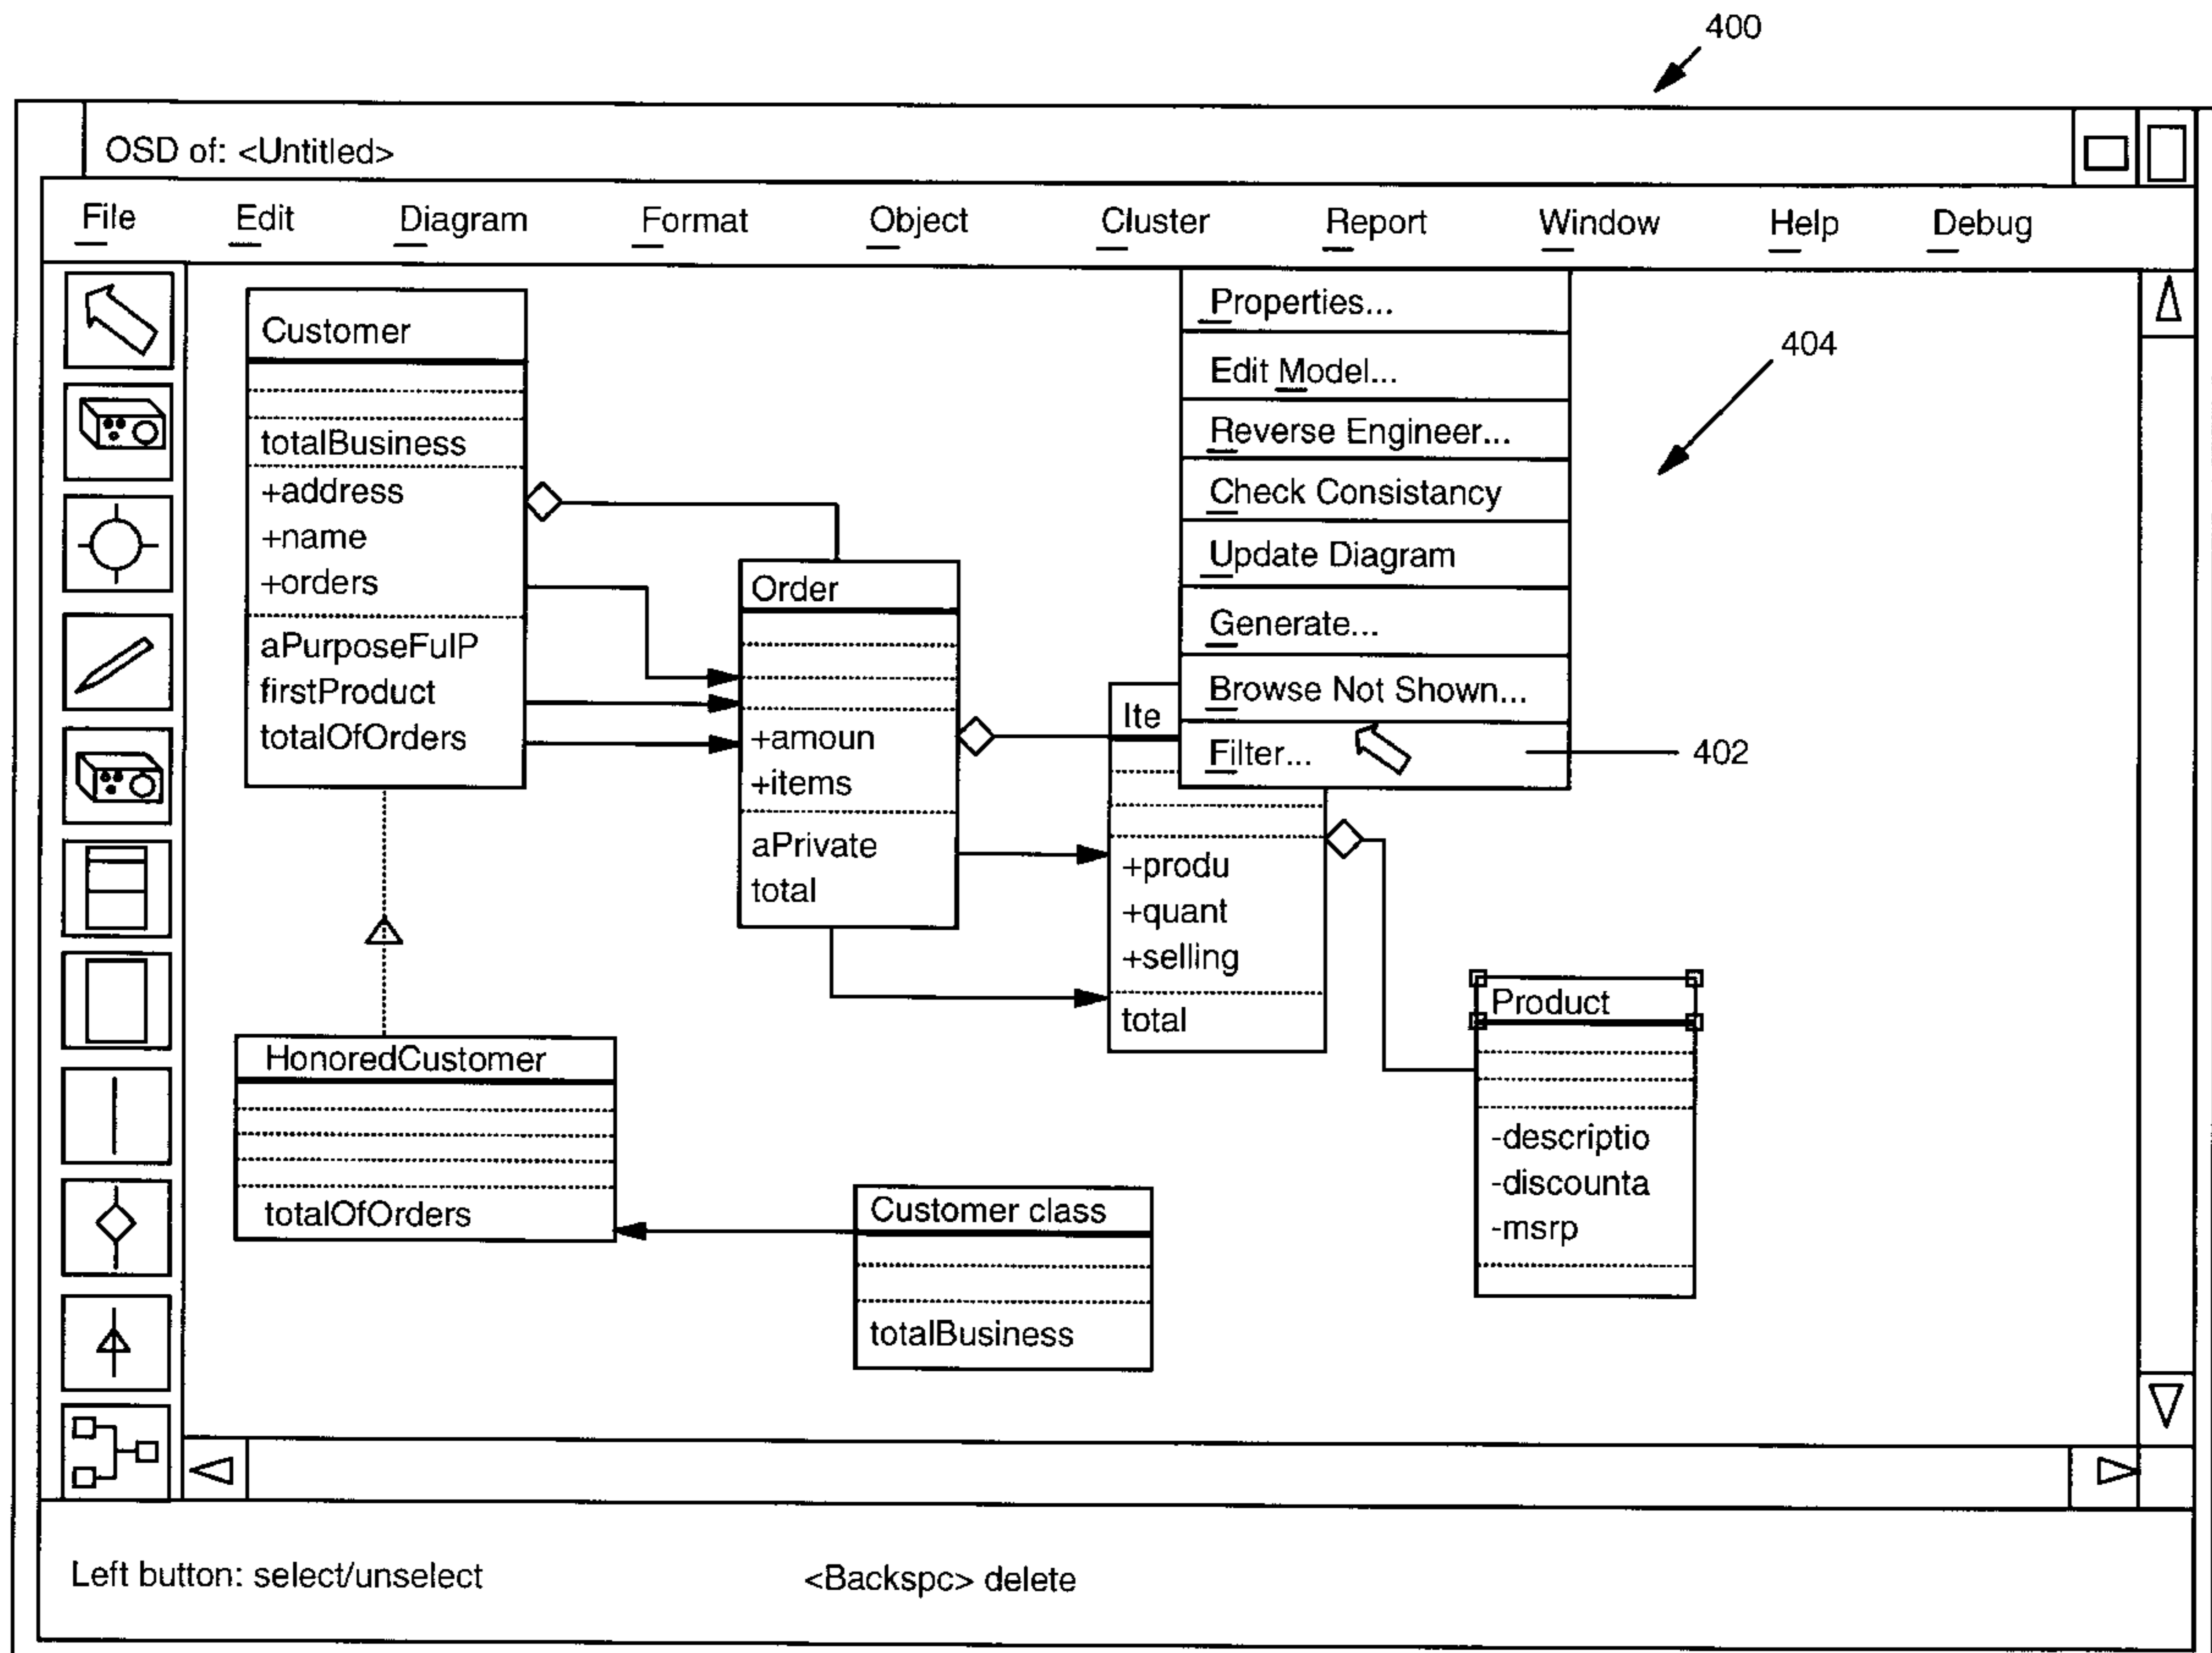 400
OSD of: <Untitled>
File Edit Diagram Format Object Cluster Report Window Help Debug
Properties...
Edit Model...
Reverse Engineer...
Check Consistancy
Update Diagram
Generate...
Browse Not Shown...
Filter...
404
402
Customer
totalBusiness
+address
+name
+orders
aPurposeFulP
firstProduct
totalOfOrders
Order
+amoun
+items
aPrivate
total
Ite
+produ
+quant
+selling
total
Product
-descriptio
-discounta
-msrp
HonoredCustomer
totalOfOrders
Customer class
totalBusiness
Left button: select/unselect <Backspc> delete